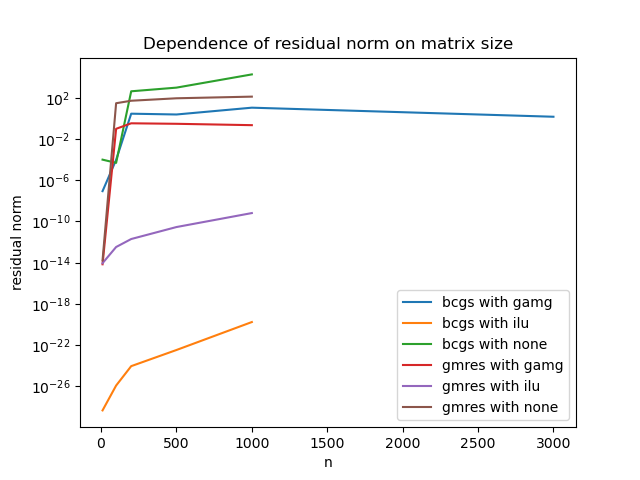 Dependence of residual norm on matrix size
residual norm
10^2
10^-2
10^-6
10^-10
10^-14
10^-18
10^-22
10^-26
0 500 1000 1500 2000 2500 3000
n
bcgs with gamg
bcgs with ilu
bcgs with none
gmres with gamg
gmres with ilu
gmres with none